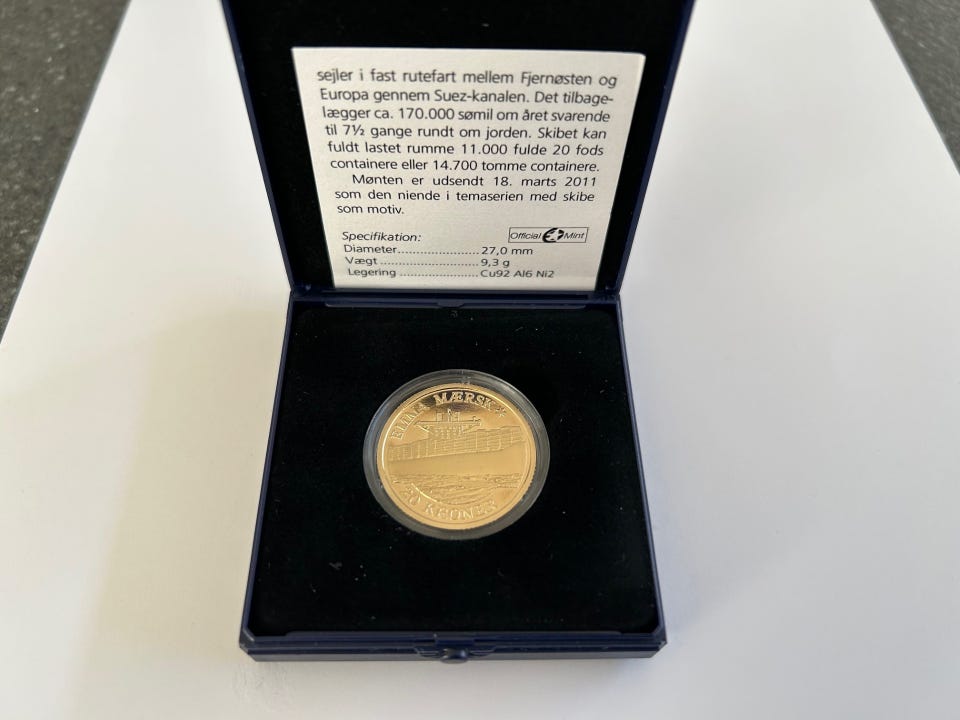 sejler i fast rutefart mellem Fjernøsten og
Europa gennem Suez-kanalen. Det tilbage-
lægger ca. 170.000 sømil om året svarende
til 7½ gange rundt om jorden. Skibet kan
fuldt lastet rumme 11.000 fulde 20 fods
containere eller 14.700 tomme containere.
Mønten er udsendt 18. marts 2011
som den niende i temaserien med skibe
som motiv.
Specifikation:
Official Mint
Diameter......................27,0 mm
Vægt..........................9,3 g
Legering .....................Cu92 Al6 Ni2
EMMA MÆRSK
20 KRONER